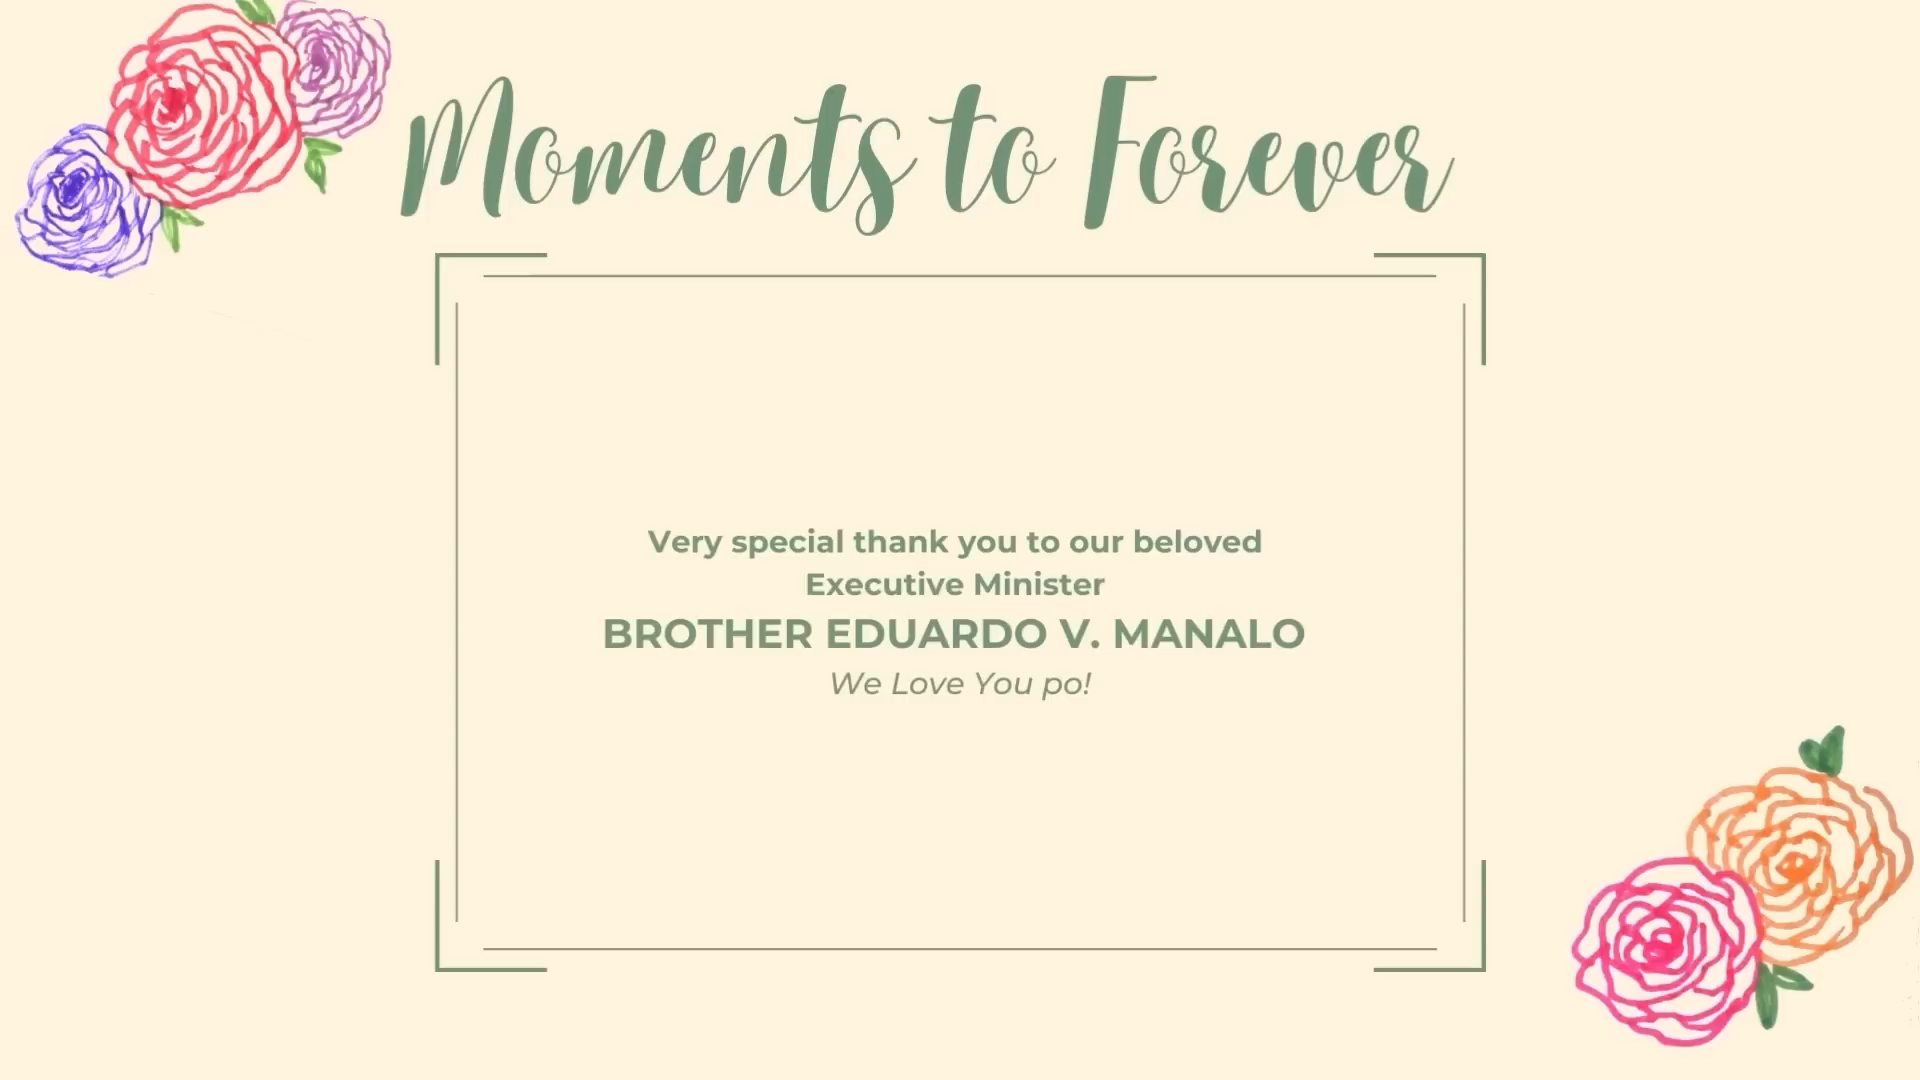 Moments to Forever
Very special thank you to our beloved
Executive Minister
BROTHER EDUARDO V. MANALO
We Love You po!